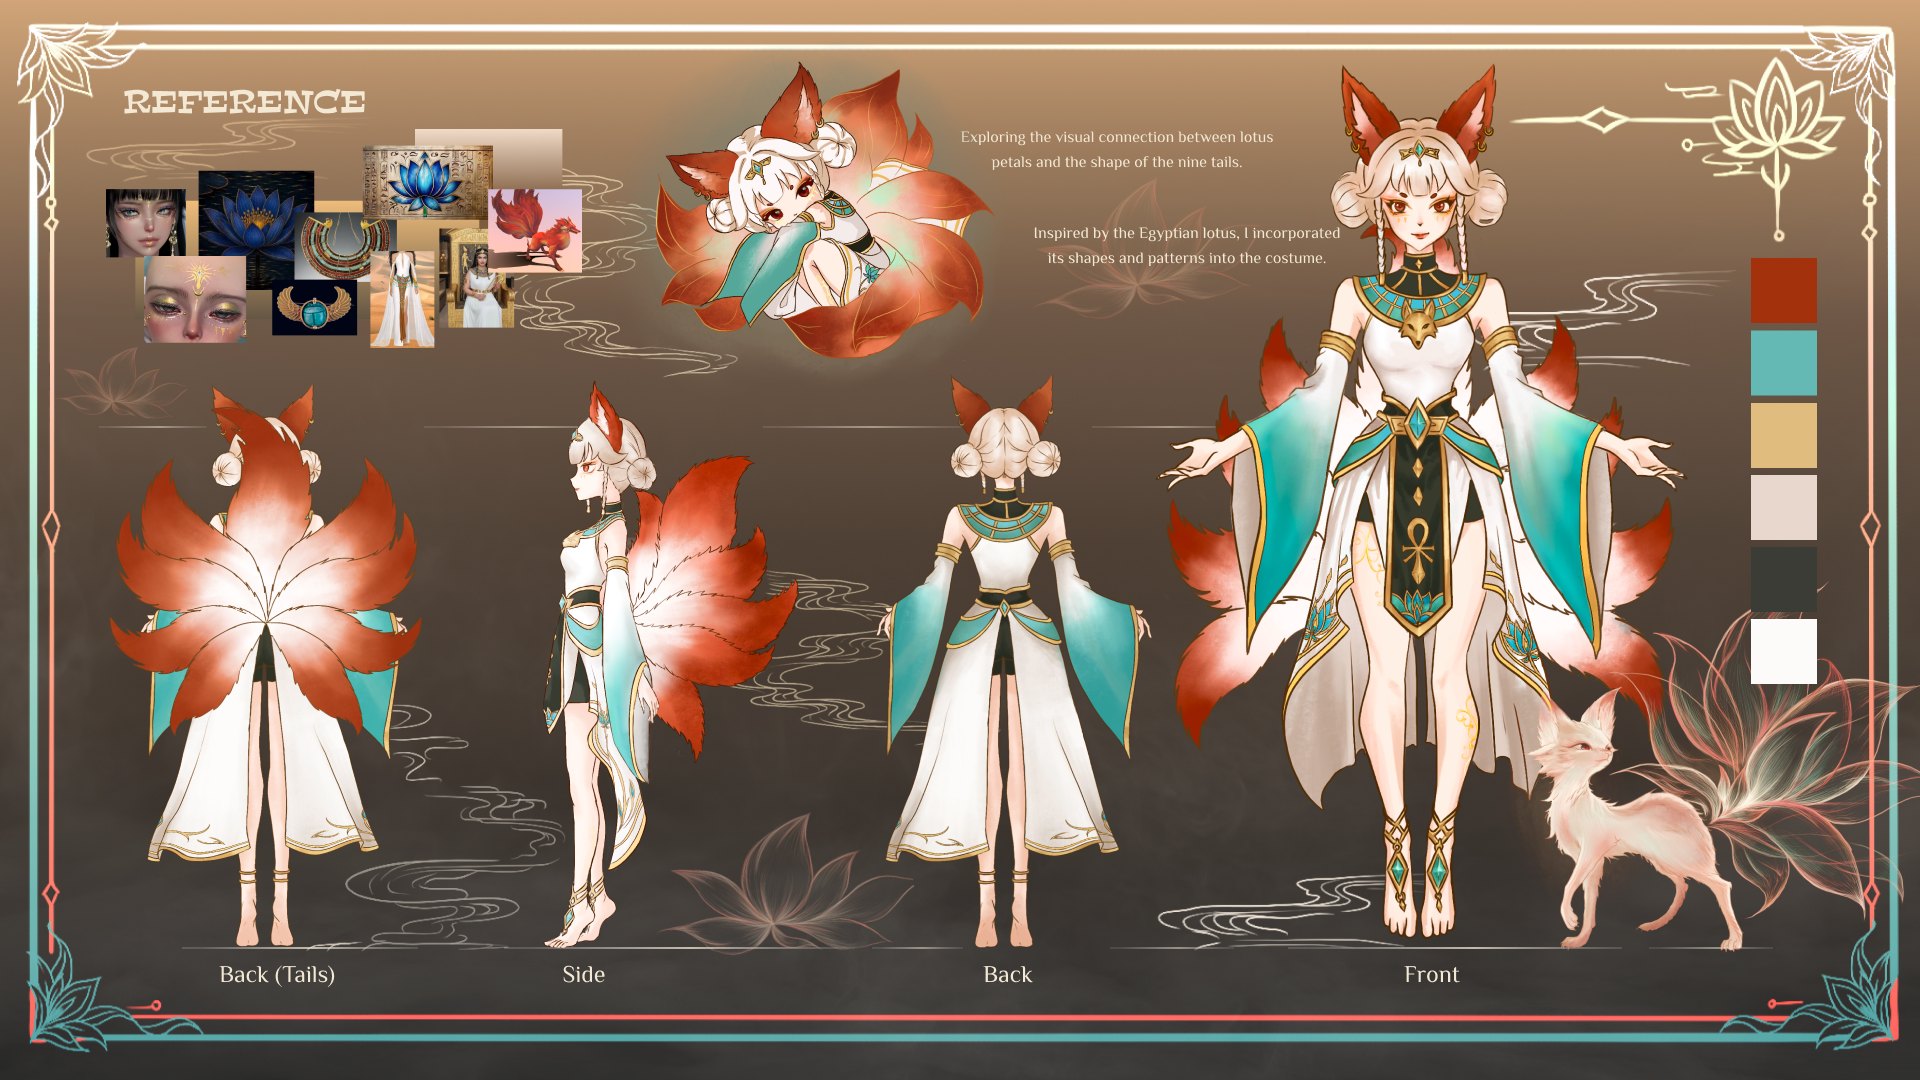 REFERENCE
Exploring the visual connection between lotus
petals and the shape of the nine tails.
Inspired by the Egyptian lotus, I incorporated
its shapes and patterns into the costume.
Back (Tails)
Side
Back
Front